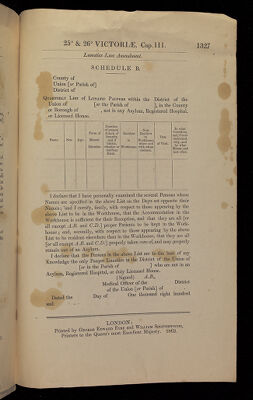 25° & 26° VICTORIÆ, Cap. 111. 1327
Lunatics Law Amendment.
SCHEDULE B.
County of
Union [or Parish of]
District of
QUARTERLY List of LUNATIC PAUPERS within the District of the
Union of [or the Parish of ], in the County
or Borough of , not in any Asylum, Registered Hospital,
or Licensed House.
Name. Sex. Age.
I declare that I have personally examined the several Persons whose
Names are specified in the above List on the Days set opposite their
Names; and I certify, firstly, with respect to those appearing by the
above List to be in the Workhouse, that the Accommodation in the
Workhouse is sufficient for their Reception, and that they are all [or
all except A.B. and C.D.] proper Patients to be kept in the Work-
house; and, secondly, with respect to those appearing by the above
List to be resident elsewhere than in the Workhouse, that they are all
[or all except A.B. and C.D.] properly taken care of, and may properly
remain out of an Asylum.
I declare that the Persons in the above List are to the best of my
Knowledge the only Pauper Lunatics in the District of the Union of
[or in the Parish of ] who are not in an
Asylum, Registered Hospital, or duly Licensed House.
(Signed) A.B.,
Medical Officer of the District
of the Union [or Parish] of
Dated the Day of One thousand eight hundred
and
LONDON:
Printed by GEORGE EDWARD EYRE and WILLIAM SPOTTISWOODE,
Printers to the Queen's most Excellent Majesty. 1862.